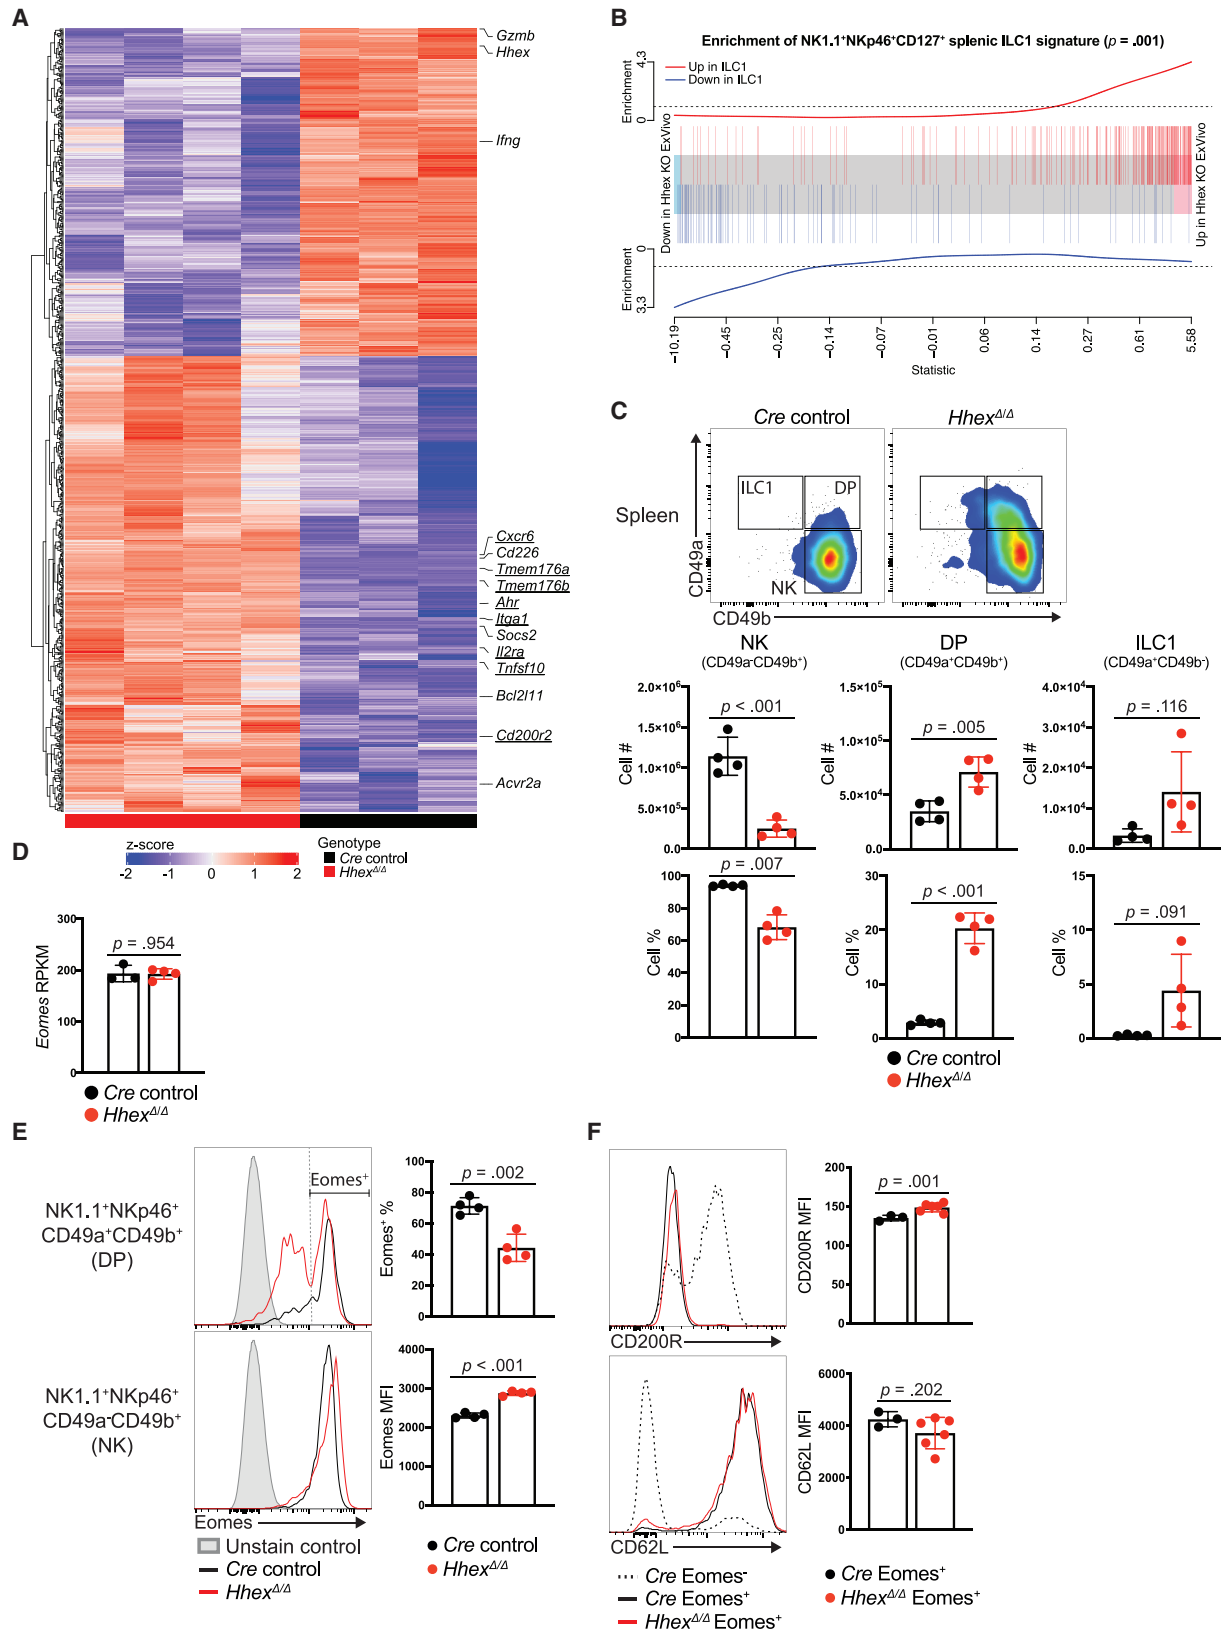 A
Gzmb
Hhex
Ifng
Cxcr6
Cd226
Tmem176a
Tmem176b
Ahr
Itga1
Socs2
Il2ra
Tnfsf10
Bcl2l11
Cd200r2
Acvr2a
z-score
-2 -1 0 1 2
Genotype
Cre control
Hhex^Δ/Δ
B
Enrichment of NK1.1⁺NKp46⁺CD127⁺ splenic ILC1 signature (p = .001)
Up in ILC1
Down in ILC1
Enrichment
0 4.3
Down in Hhex KO ExVivo
Up in Hhex KO ExVivo
Enrichment
3.3 0
−10.19 −0.45 −0.14 −0.07 −0.01 0.06 0.14 0.27 0.61 5.58
Statistic
C
Cre control Hhex^Δ/Δ
Spleen
ILC1 DP
NK
CD49a
CD49b
NK
(CD49a⁻CD49b⁺)
DP
(CD49a⁺CD49b⁺)
ILC1
(CD49a⁺CD49b⁻)
Cell #
2.0×10⁶
1.5×10⁶
1.0×10⁶
5.0×10⁵
0.0
p < .001
Cell #
1.5×10⁵
1.0×10⁵
5.0×10⁴
0.0
p = .005
Cell #
4.0×10⁴
3.0×10⁴
2.0×10⁴
1.0×10⁴
0.0
p = .116
Cell %
100
80
60
40
20
0
p = .007
Cell %
30
20
10
0
p < .001
Cell %
15
10
5
0
p = .091
Cre control
Hhex^Δ/Δ
D
Eomes RPKM
300
200
100
0
p = .954
Cre control
Hhex^Δ/Δ
E
NK1.1⁺NKp46⁺
CD49a⁺CD49b⁺
(DP)
Eomes⁺
Eomes⁺ %
100
80
60
40
20
0
p = .002
NK1.1⁺NKp46⁺
CD49a⁻CD49b⁺
(NK)
Eomes
Eomes MFI
4000
3000
2000
1000
0
p < .001
Unstain control
Cre control
Hhex^Δ/Δ
Cre control
Hhex^Δ/Δ
F
CD200R
CD200R MFI
200
150
100
50
0
p = .001
CD62L
CD62L MFI
6000
4000
2000
0
p = .202
Cre Eomes⁻
Cre Eomes⁺
Hhex^Δ/Δ Eomes⁺
Cre Eomes⁺
Hhex^Δ/Δ Eomes⁺